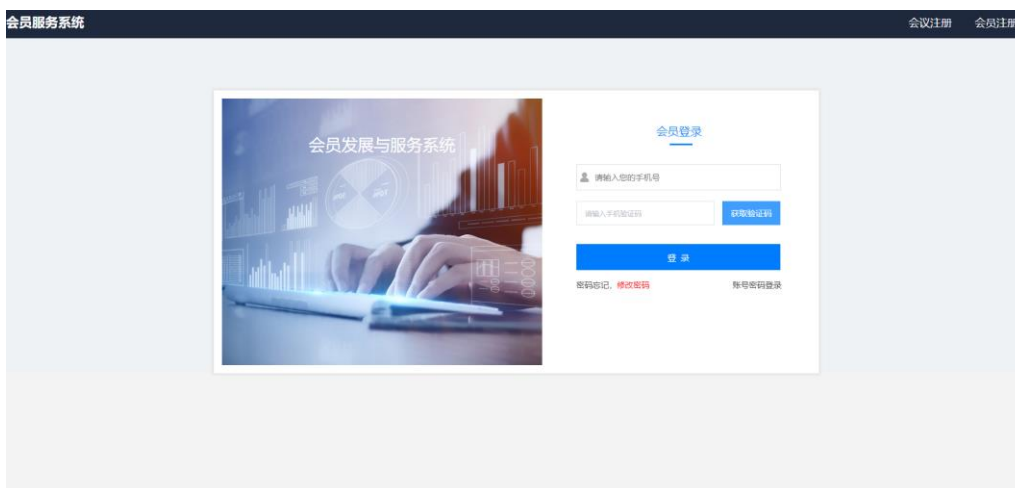 会员服务系统
会议注册
会员注册
会员发展与服务系统
会员登录
请输入您的手机号
请输入手机验证码
获取验证码
登 录
密码忘记，修改密码
账号密码登录